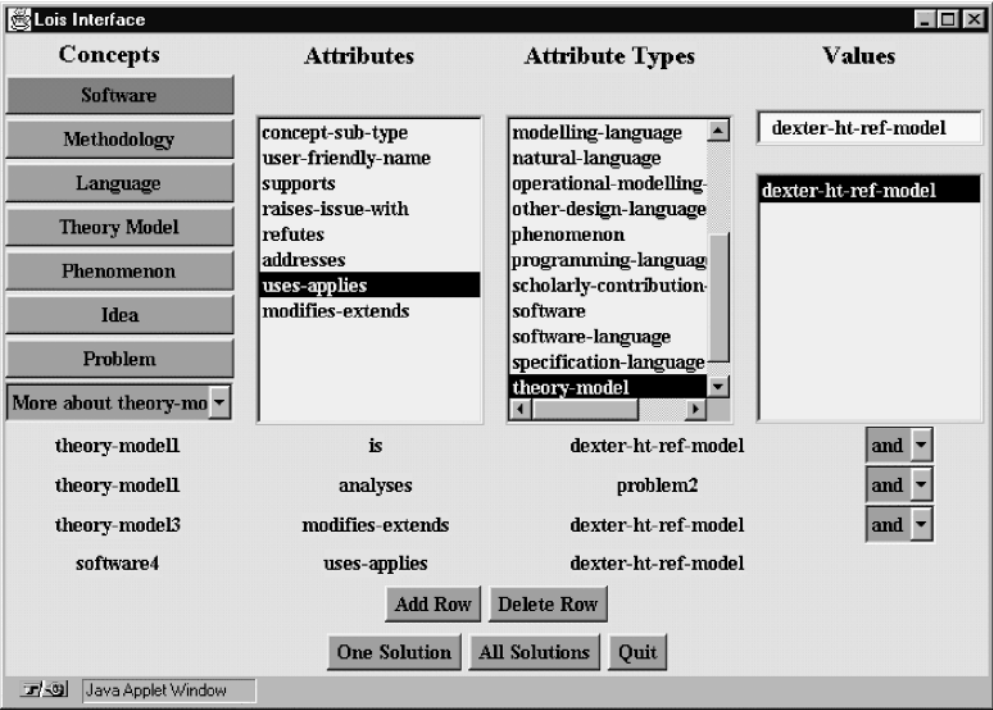 Lois Interface
Concepts Attributes Attribute Types Values
Software
Methodology
Language
Theory Model
Phenomenon
Idea
Problem
More about theory-mo
concept-sub-type
user-friendly-name
supports
raises-issue-with
refutes
addresses
uses-applies
modifies-extends
modelling-language
natural-language
operational-modelling-
other-design-language
phenomenon
programming-languag
scholarly-contribution-
software
software-language
specification-language
theory-model
dexter-ht-ref-model
dexter-ht-ref-model
theory-model1 is dexter-ht-ref-model and
theory-model1 analyses problem2 and
theory-model3 modifies-extends dexter-ht-ref-model and
software4 uses-applies dexter-ht-ref-model
Add Row Delete Row
One Solution All Solutions Quit
Java Applet Window